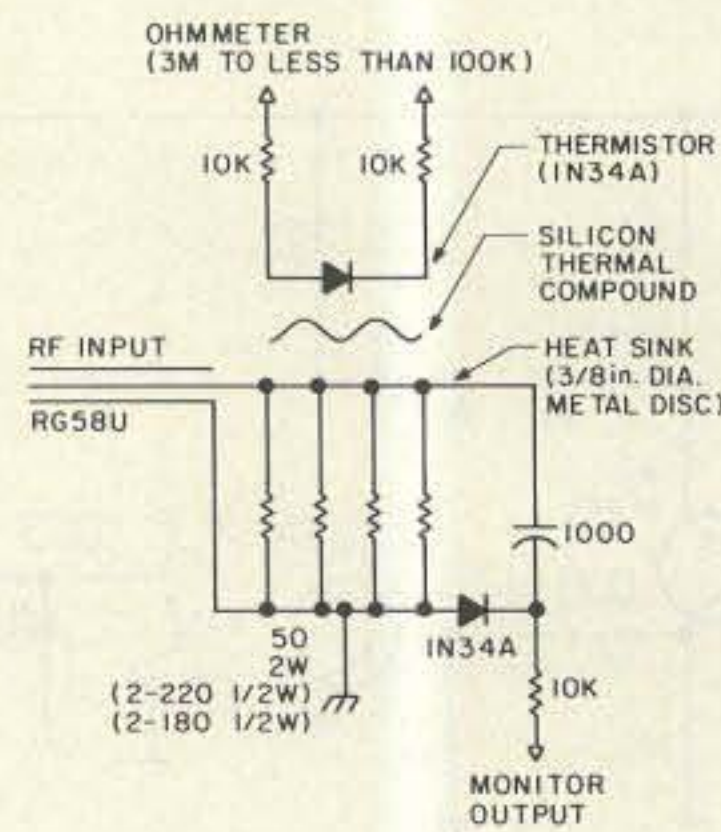 OHMMETER
(3M TO LESS THAN 100K)
10K
10K
THERMISTOR
(1N34A)
SILICON
THERMAL
COMPOUND
RF INPUT
HEAT SINK
(3/8in. DIA.
METAL DISC)
RG58U
1000
50
2W
(2-220 1/2W)
(2-180 1/2W)
1N34A
10K
MONITOR
OUTPUT